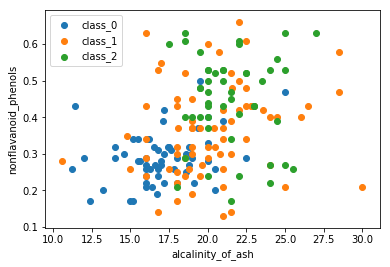 class_0
class_1
class_2
nonflavanoid_phenols
0.6
0.5
0.4
0.3
0.2
0.1
10.0 12.5 15.0 17.5 20.0 22.5 25.0 27.5 30.0
alcalinity_of_ash